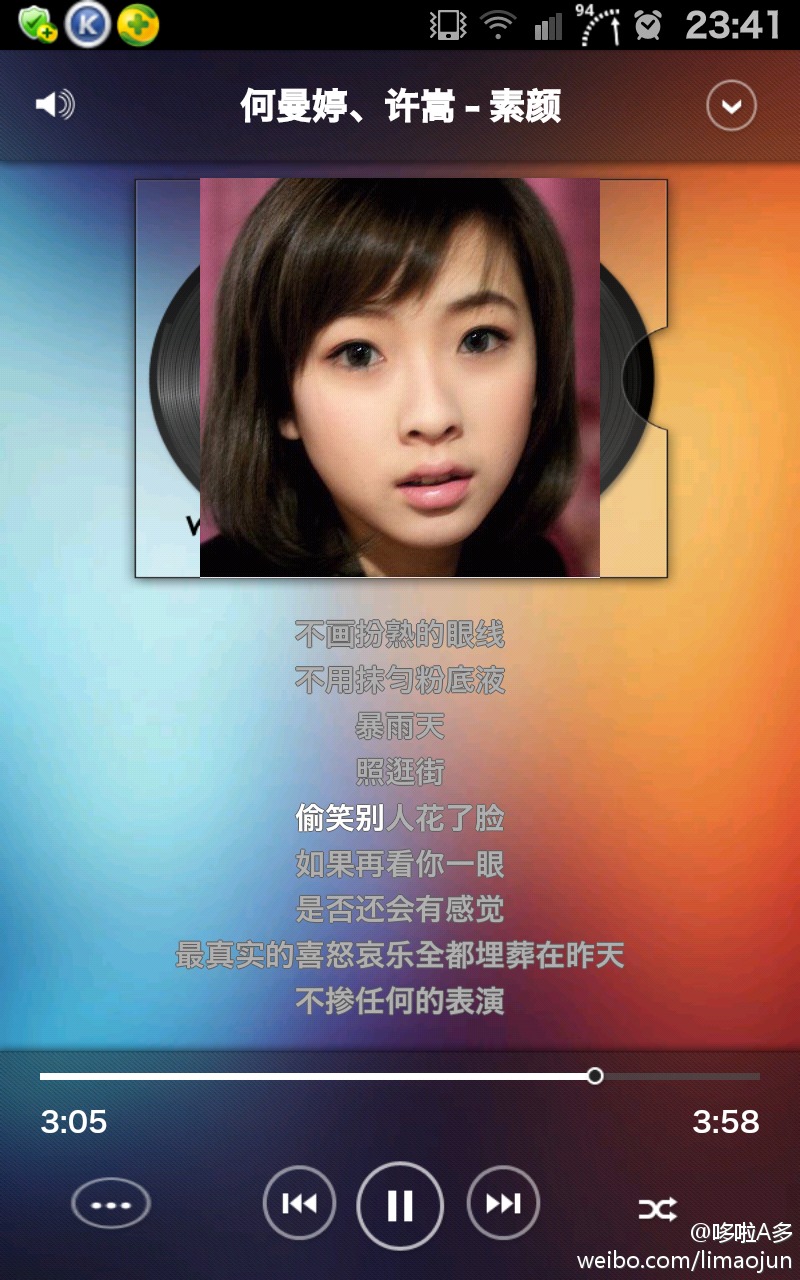 K
94
23:41
何曼婷、许嵩 - 素颜
不画扮熟的眼线
不用抹匀粉底液
暴雨天
照逛街
偷笑别人花了脸
如果再看你一眼
是否还会有感觉
最真实的喜怒哀乐全都埋葬在昨天
不掺任何的表演
3:05
3:58
@哆啦A多
weibo.com/limaojun